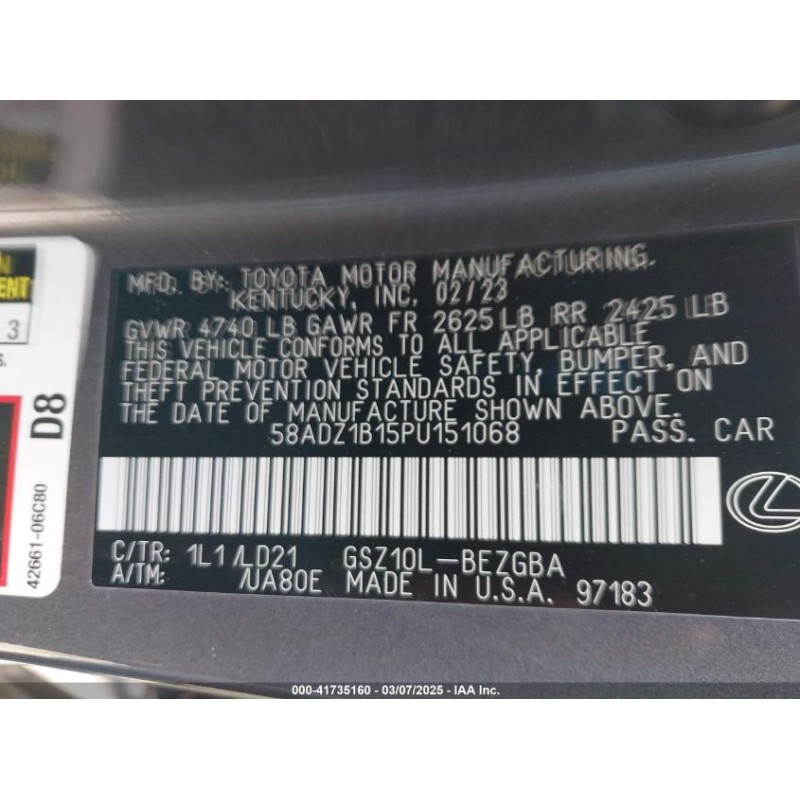 MFD. BY: TOYOTA MOTOR MANUFACTURING.
KENTUCKY, INC. 02/23
GVWR 4740 LB GAWR FR 2625 LB RR 2425 LB
THIS VEHICLE CONFORMS TO ALL APPLICABLE
FEDERAL MOTOR VEHICLE SAFETY, BUMPER, AND
THEFT PREVENTION STANDARDS IN EFFECT ON
THE DATE OF MANUFACTURE SHOWN ABOVE.
58ADZ1B15PU151068 PASS. CAR
C/TR: 1L1/LD21 GSZ10L-BEZGBA
A/TM: /UA80E MADE IN U.S.A. 97183
3
D8
42661-06C80
000-41735160 - 03/07/2025 - IAA Inc.